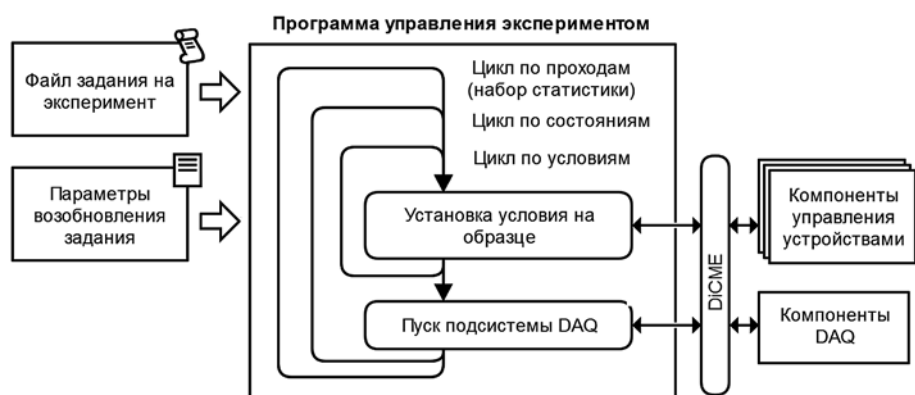 Программа управления экспериментом
Файл задания на
эксперимент
Параметры
возобновления
задания
Цикл по проходам
(набор статистики)
Цикл по состояниям
Цикл по условиям
Установка условия на
образце
Пуск подсистемы DAQ
DiCME
Компоненты
управления
устройствами
Компоненты
DAQ